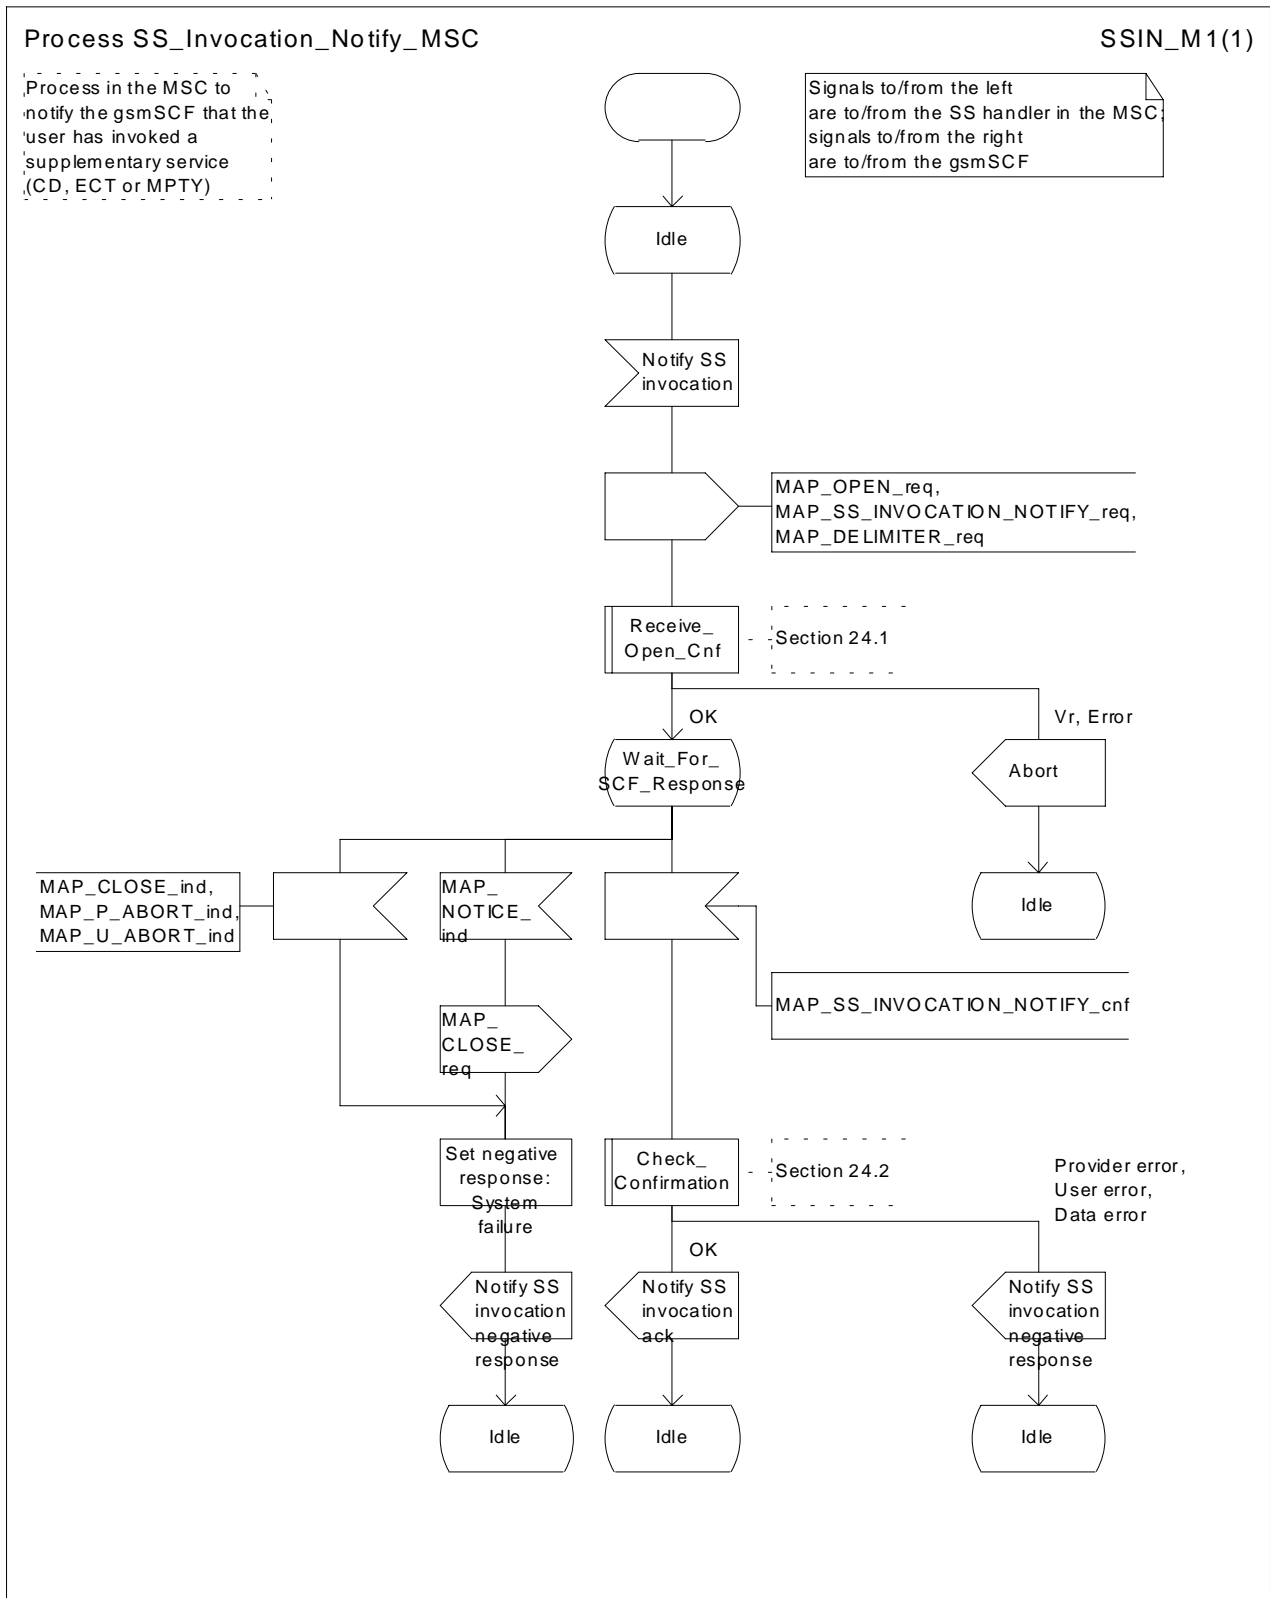 Process SS_Invocation_Notify_MSC
SSIN_M1(1)
Process in the MSC to
notify the gsmSCF that the
user has invoked a
supplementary service
(CD, ECT or MPTY)
Signals to/from the left
are to/from the SS handler in the MSC;
signals to/from the right
are to/from the gsmSCF
Idle
Notify SS
invocation
MAP_OPEN_req,
MAP_SS_INVOCATION_NOTIFY_req,
MAP_DELIMITER_req
Receive_
Open_Cnf
Section 24.1
OK
Vr, Error
Wait_For_
SCF_Response
Abort
MAP_CLOSE_ind,
MAP_P_ABORT_ind,
MAP_U_ABORT_ind
MAP_
NOTICE_
ind
Idle
MAP_SS_INVOCATION_NOTIFY_cnf
MAP_
CLOSE_
req
Set negative
response:
System
failure
Check_
Confirmation
Section 24.2
Provider error,
User error,
Data error
OK
Notify SS
invocation
negative
response
Notify SS
invocation
ack
Notify SS
invocation
negative
response
Idle
Idle
Idle